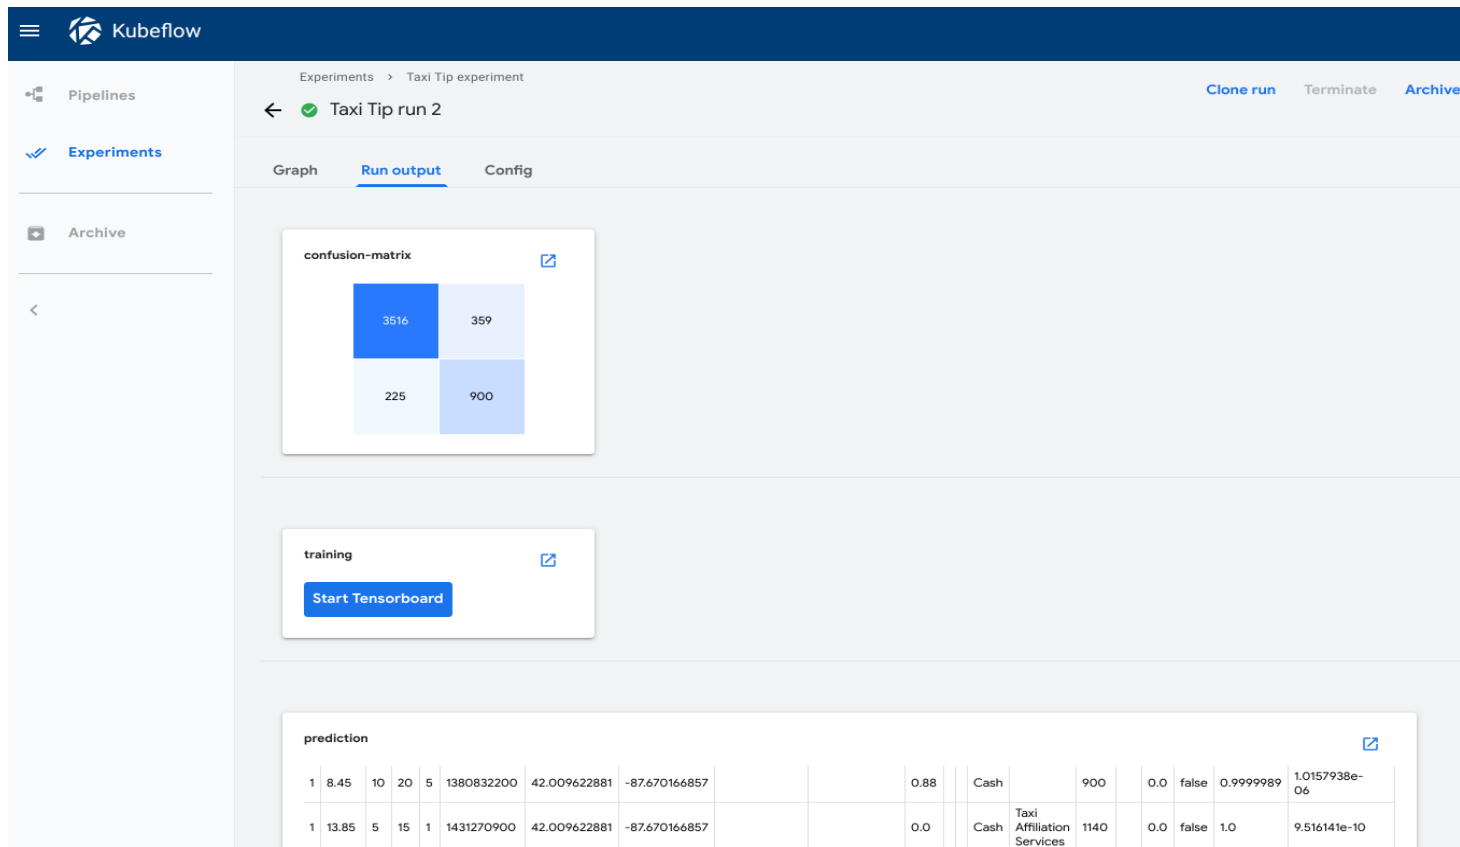 Kubeflow
Pipelines
Experiments
Archive
Experiments > Taxi Tip experiment
Taxi Tip run 2
Clone run Terminate Archive
Graph Run output Config
confusion-matrix
3516 359
225 900
training
Start Tensorboard
prediction
1 8.45 10 20 5 1380832200 42.009622881 -87.670166857 0.88 Cash 900 0.0 false 0.9999989 1.0157938e-
06
1 13.85 5 15 1 1431270900 42.009622881 -87.670166857 0.0 Cash Taxi
Affiliation
Services 1140 0.0 false 1.0 9.516141e-10